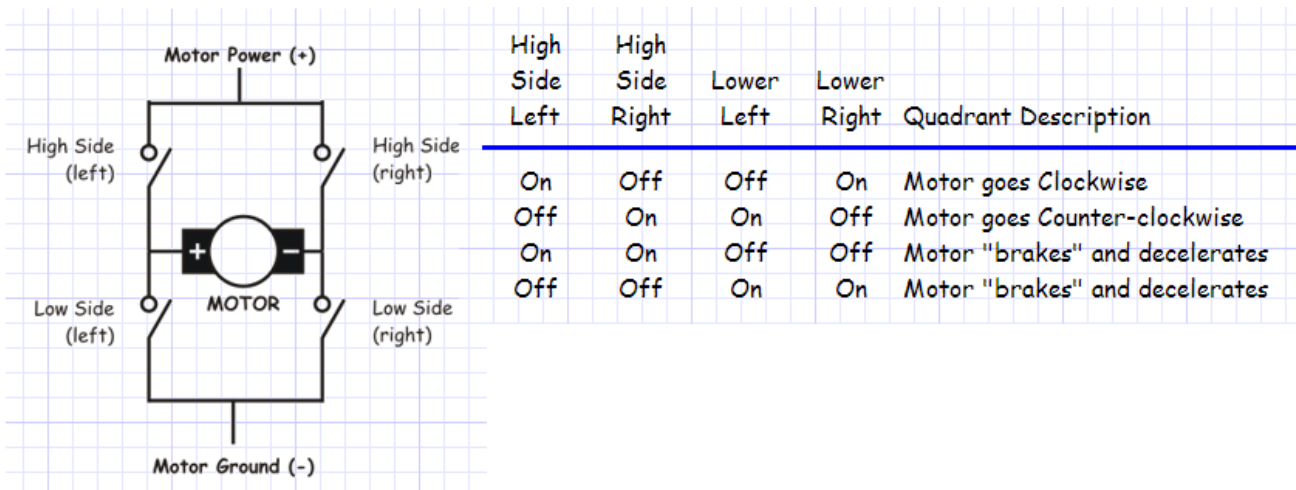 Motor Power (+)
High Side
(left)
High Side
(right)
+
-
MOTOR
Low Side
(left)
Low Side
(right)
Motor Ground (-)
High High
Side Side Lower Lower
Left Right Left Right Quadrant Description
On Off Off On Motor goes Clockwise
Off On On Off Motor goes Counter-clockwise
On On Off Off Motor "brakes" and decelerates
Off Off On On Motor "brakes" and decelerates